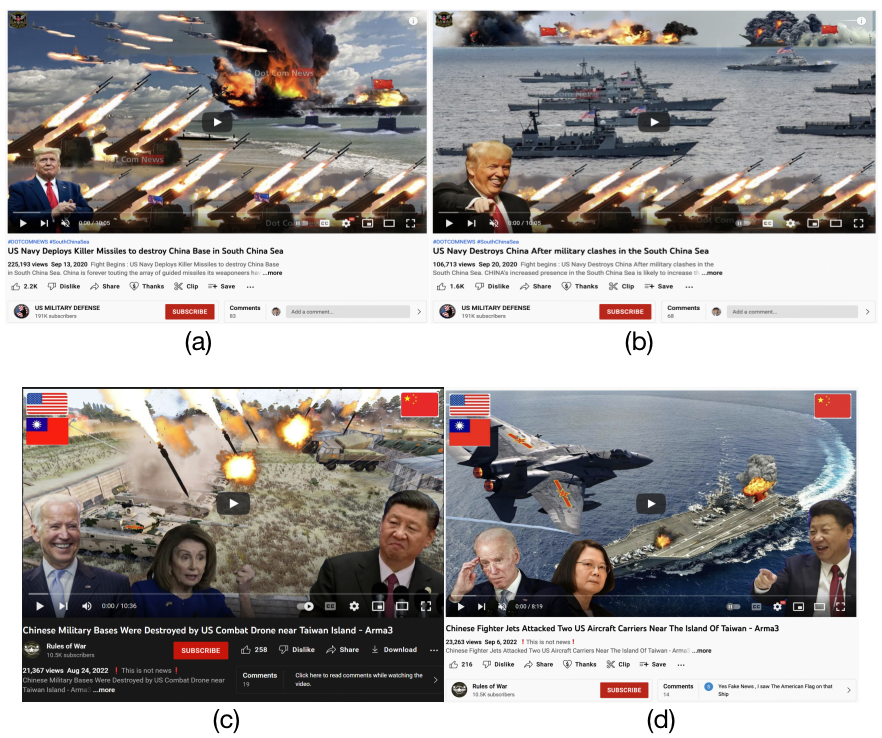 Dot Com News
Dot Com News
0:00 / 10:05
#DOTCOMNEWS #SouthChinaSea
US Navy Deploys Killer Missiles to destroy China Base in South China Sea
225,193 views Sep 13, 2020 Fight Begins : US Navy Deploys Killer Missiles to destroy China Base
in South China Sea. China is forever touting the array of guided missiles its weaponeers ...more
2.2K Dislike Share Thanks Clip Save ...
US MILITARY DEFENSE
191K subscribers
SUBSCRIBE
Comments
83
Add a comment...
(a)
0:00 / 10:05
#DOTCOMNEWS #SouthChinaSea
US Navy Destroys China After military clashes in the South China Sea
106,713 views Sep 20, 2020 Fight begins : US Navy Destroys China After military clashes in the
South China Sea. CHINA's increased presence in the South China Sea is likely to increase ...more
1.6K Dislike Share Thanks Clip Save ...
US MILITARY DEFENSE
191K subscribers
SUBSCRIBE
Comments
68
Add a comment...
(b)
0:00 / 10:36
Chinese Military Bases Were Destroyed by US Combat Drone near Taiwan Island - Arma3
Rules of War
10.5K subscribers
SUBSCRIBE
258 Dislike Share Download ...
21,367 views Aug 24, 2022 ❗ This is not news❗
Chinese Military Bases Were Destroyed by US Combat Drone near
Taiwan Island - Arma3 ...more
Comments
19
Click here to read comments while watching the
video.
(c)
0:00 / 8:19
Chinese Fighter Jets Attacked Two US Aircraft Carriers Near The Island Of Taiwan - Arma3
23,263 views Sep 6, 2022 ❗ This is not news❗
Chinese Fighter Jets Attacked Two US Aircraft Carriers Near The Island Of Taiwan - Arma3 ...more
216 Dislike Share Thanks Clip Save ...
Rules of War
10.5K subscribers
SUBSCRIBE
Comments
14
Yes Fake News , I saw The American Flag on that
Ship
(d)